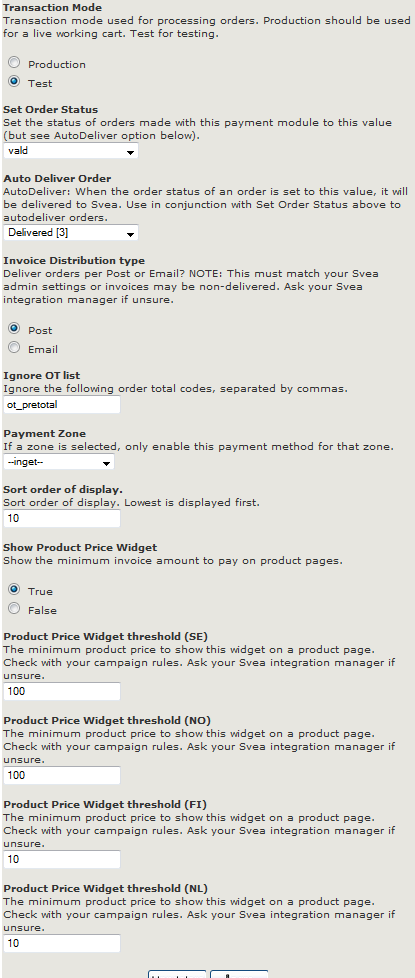 Transaction Mode
Transaction mode used for processing orders. Production should be used
for a live working cart. Test for testing.
Production
Test
Set Order Status
Set the status of orders made with this payment module to this value
(but see AutoDeliver option below).
vald
Auto Deliver Order
AutoDeliver: When the order status of an order is set to this value, it will
be delivered to Svea. Use in conjunction with Set Order Status above to
autodeliver orders.
Delivered [3]
Invoice Distribution type
Deliver orders per Post or Email? NOTE: This must match your Svea
admin settings or invoices may be non-delivered. Ask your Svea
integration manager if unsure.
Post
Email
Ignore OT list
Ignore the following order total codes, separated by commas.
ot_pretotal
Payment Zone
If a zone is selected, only enable this payment method for that zone.
--inget--
Sort order of display.
Sort order of display. Lowest is displayed first.
10
Show Product Price Widget
Show the minimum invoice amount to pay on product pages.
True
False
Product Price Widget threshold (SE)
The minimum product price to show this widget on a product page.
Check with your campaign rules. Ask your Svea integration manager if
unsure.
100
Product Price Widget threshold (NO)
The minimum product price to show this widget on a product page.
Check with your campaign rules. Ask your Svea integration manager if
unsure.
100
Product Price Widget threshold (FI)
The minimum product price to show this widget on a product page.
Check with your campaign rules. Ask your Svea integration manager if
unsure.
10
Product Price Widget threshold (NL)
The minimum product price to show this widget on a product page.
Check with your campaign rules. Ask your Svea integration manager if
unsure.
10